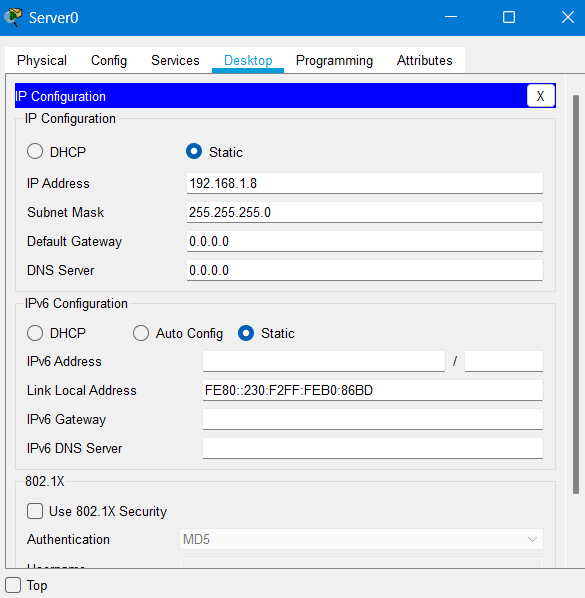 Server0
Physical Config Services Desktop Programming Attributes
IP Configuration X
IP Configuration
DHCP Static
IP Address 192.168.1.8
Subnet Mask 255.255.255.0
Default Gateway 0.0.0.0
DNS Server 0.0.0.0
IPv6 Configuration
DHCP Auto Config Static
IPv6 Address /
Link Local Address FE80::230:F2FF:FEB0:86BD
IPv6 Gateway
IPv6 DNS Server
802.1X
Use 802.1X Security
Authentication MD5
Top